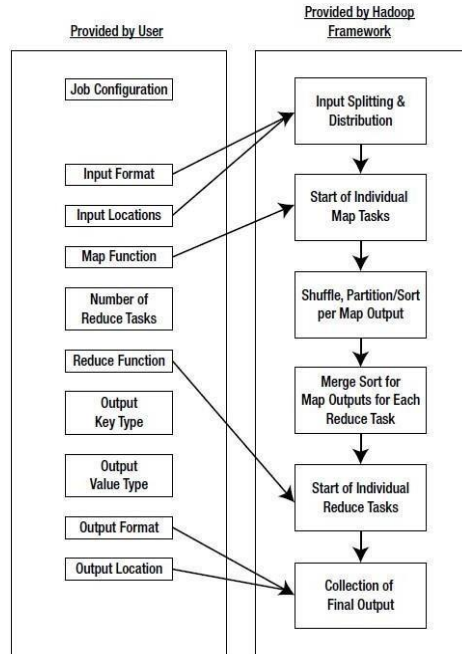 Provided by User
Job Configuration
Input Format
Input Locations
Map Function
Number of
Reduce Tasks
Reduce Function
Output
Key Type
Output
Value Type
Output Format
Output Location
Provided by Hadoop
Framework
Input Splitting &
Distribution
Start of Individual
Map Tasks
Shuffle, Partition/Sort
per Map Output
Merge Sort for
Map Outputs for Each
Reduce Task
Start of Individual
Reduce Tasks
Collection of
Final Output